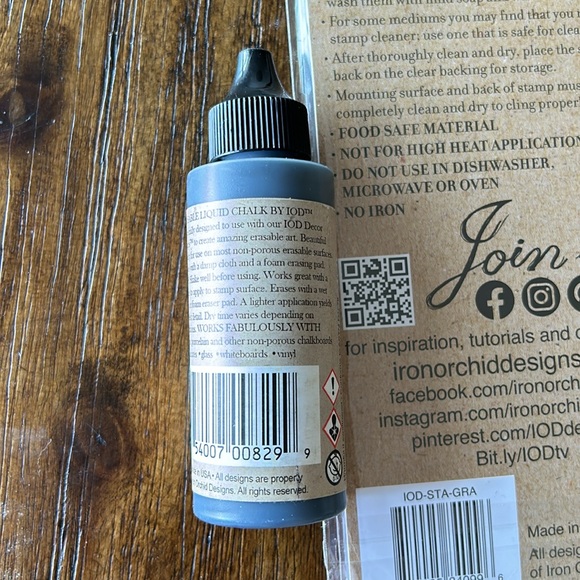 wash them with mild soap and
• For some mediums you may find that you
stamp cleaner; use one that is safe for clea
• After thoroughly clean and dry, place the s
back on the clear backing for storage.
• Mounting surface and back of stamp mus
completely clean and dry to cling proper
• FOOD SAFE MATERIAL
• NOT FOR HIGH HEAT APPLICATION
• DO NOT USE IN DISHWASHER,
MICROWAVE OR OVEN
• NO IRON
Join
for inspiration, tutorials and
ironorchiddesigns
facebook.com/ironorchi
instagram.com/ironorch
pinterest.com/IODde
Bit.ly/IODtv
IOD-STA-GRA
Made in
All desig
of Iron O
ABLE LIQUID CHALK BY IOD™
designed to use with our IOD Decor
™ to create amazing erasable art. Beautiful
for use on most non-porous erasable surfaces.
with a damp cloth and a foam erasing pad.
Shake well before using. Works great with a
apply to stamp surface. Erases with a wet
foam eraser pad. A lighter application yields
detail. Dry time varies depending on
WORKS FABULOUSLY WITH
porcelain and other non-porous chalkboards
• glass • whiteboards • vinyl
54007 00829 9
in USA • All designs are property
Orchid Designs. All rights reserved.